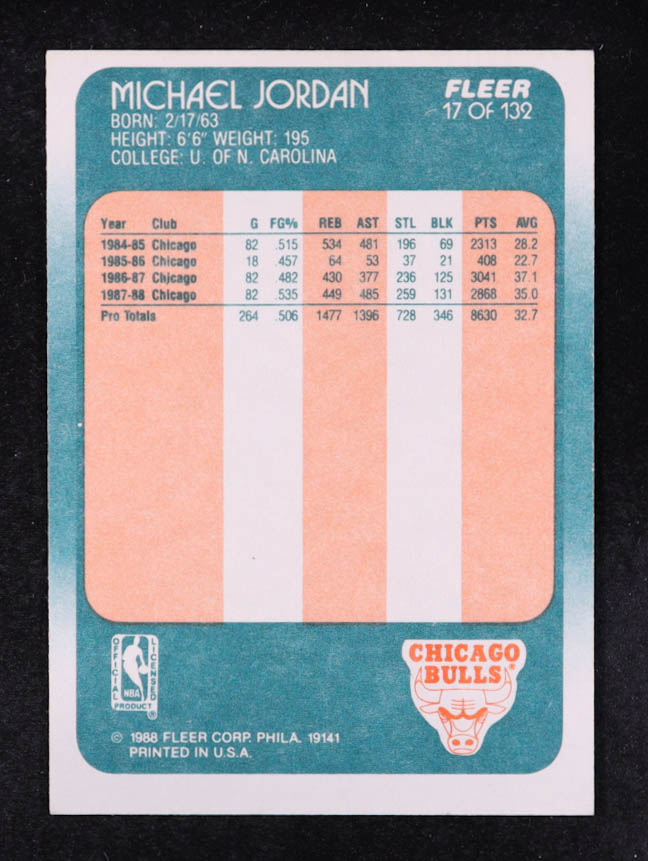 MICHAEL JORDAN
BORN: 2/17/63
HEIGHT: 6'6" WEIGHT: 195
COLLEGE: U. OF N. CAROLINA
FLEER
17 OF 132
Year Club G FG% REB AST STL BLK PTS AVG
1984-85 Chicago 82 .515 534 481 196 69 2313 28.2
1985-86 Chicago 18 .457 64 53 37 21 408 22.7
1986-87 Chicago 82 .482 430 377 236 125 3041 37.1
1987-88 Chicago 82 .535 449 485 259 131 2868 35.0
Pro Totals 264 .506 1477 1396 728 346 8630 32.7
OFFICIAL
LICENSED
NBA
PRODUCT ®
CHICAGO
BULLS®
© 1988 FLEER CORP. PHILA. 19141
PRINTED IN U.S.A.